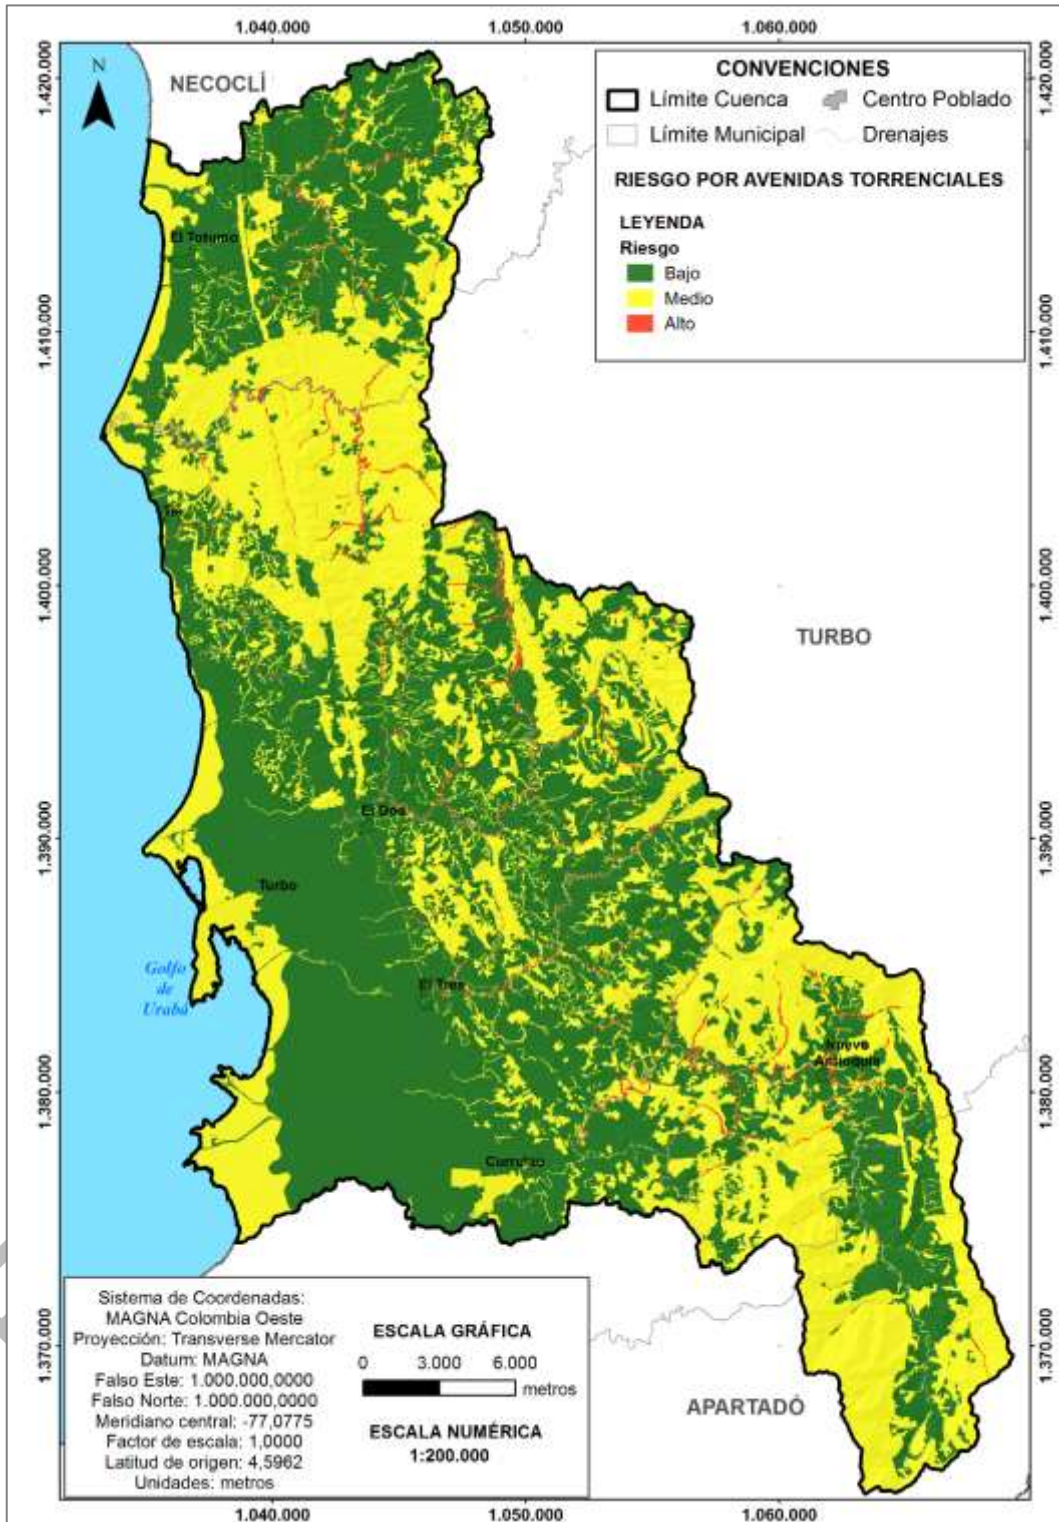 1.040.000
1.050.000
1.060.000
1.420.000
1.420.000
N
NECOCLÍ
CONVENCIONES
Límite Cuenca
Centro Poblado
Límite Municipal
Drenajes
RIESGO POR AVENIDAS TORRENCIALES
LEYENDA
Riesgo
Bajo
Medio
Alto
El Totumo
1.410.000
1.410.000
1.400.000
1.400.000
TURBO
El Dos
1.390.000
1.390.000
Turbo
Golfo
de
Urabá
El Tres
Nueva
Antioquia
1.380.000
1.380.000
Currulao
1.370.000
1.370.000
APARTADÓ
Sistema de Coordenadas:
MAGNA Colombia Oeste
Proyección: Transverse Mercator
Datum: MAGNA
Falso Este: 1.000.000,0000
Falso Norte: 1.000.000,0000
Meridiano central: -77,0775
Factor de escala: 1,0000
Latitud de origen: 4,5962
Unidades: metros
ESCALA GRÁFICA
0 3.000 6.000
metros
ESCALA NUMÉRICA
1:200.000
1.040.000
1.050.000
1.060.000